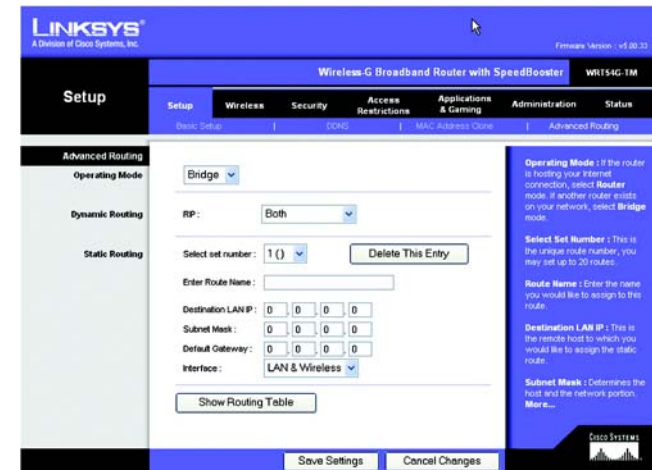 LINKSYS®
A Division of Cisco Systems, Inc.
Firmware Version : v5.00.33
Wireless-G Broadband Router with SpeedBooster WRT54G-TM
Setup
Setup Wireless Security Access Restrictions Applications & Gaming Administration Status
Basic Setup | DDNS | MAC Address Clone | Advanced Routing
Advanced Routing
Operating Mode
Bridge
Dynamic Routing
RIP : Both
Static Routing
Select set number : 1 () Delete This Entry
Enter Route Name :
Destination LAN IP : 0 . 0 . 0 . 0
Subnet Mask : 0 . 0 . 0 . 0
Default Gateway : 0 . 0 . 0 . 0
Interface : LAN & Wireless
Show Routing Table
Save Settings Cancel Changes
Operating Mode : If the router
is hosting your Internet
connection, select Router
mode. If another router exists
on your network, select Bridge
mode.
Select Set Number : This is
the unique route number, you
may set up to 20 routes.
Route Name : Enter the name
you would like to assign to this
route.
Destination LAN IP : This is
the remote host to which you
would like to assign the static
route.
Subnet Mask : Determines the
host and the network portion.
More...
CISCO SYSTEMS